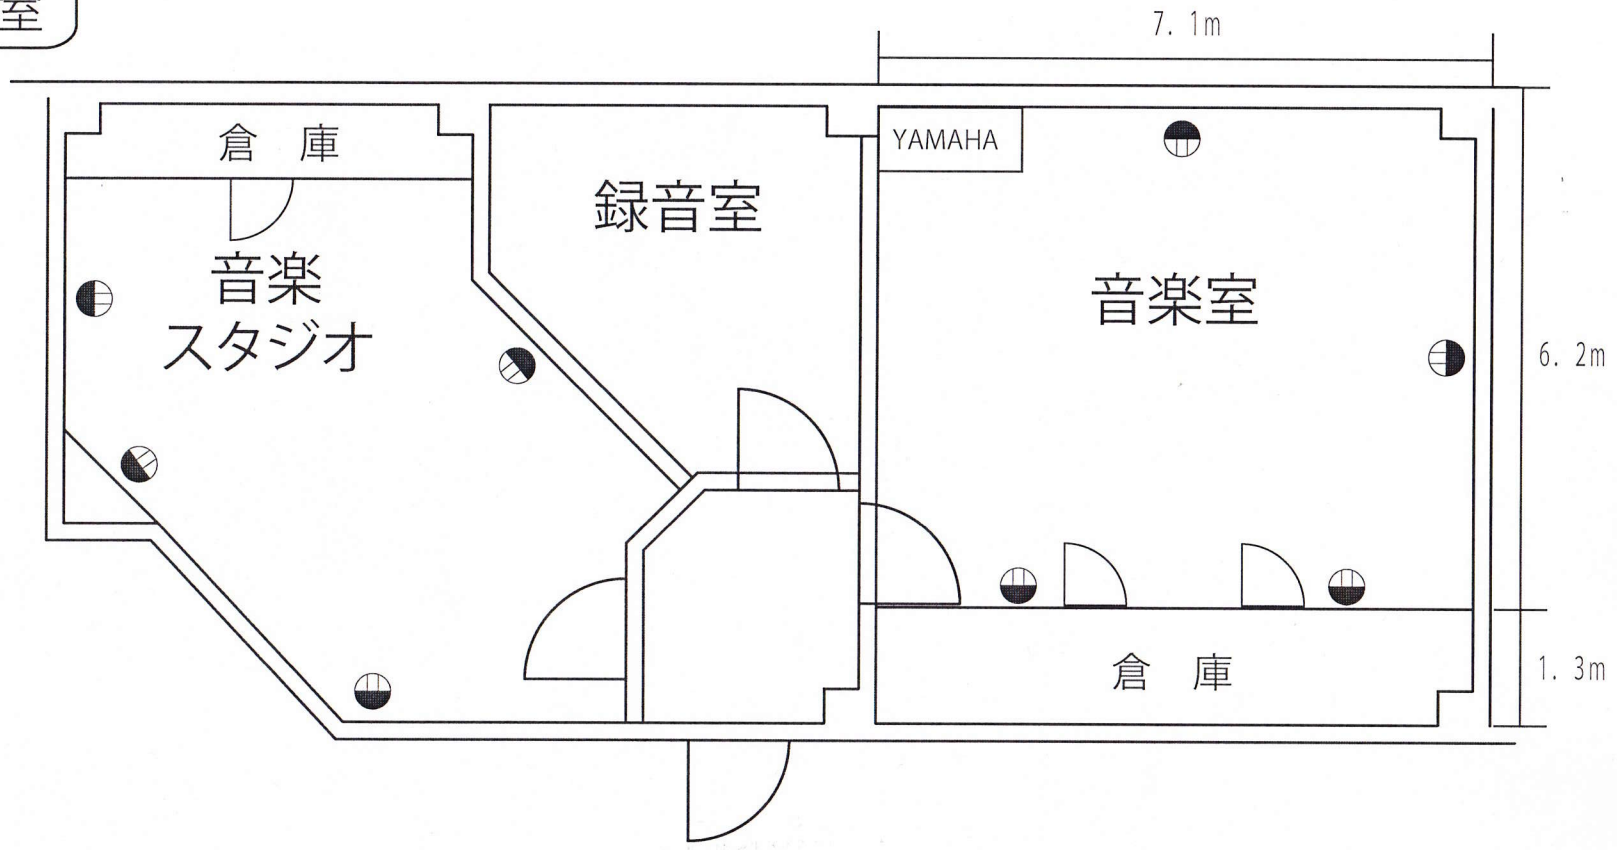 室
7. 1m
倉 庫
YAMAHA
録音室
音楽
スタジオ
音楽室
6. 2m
倉 庫
1. 3m